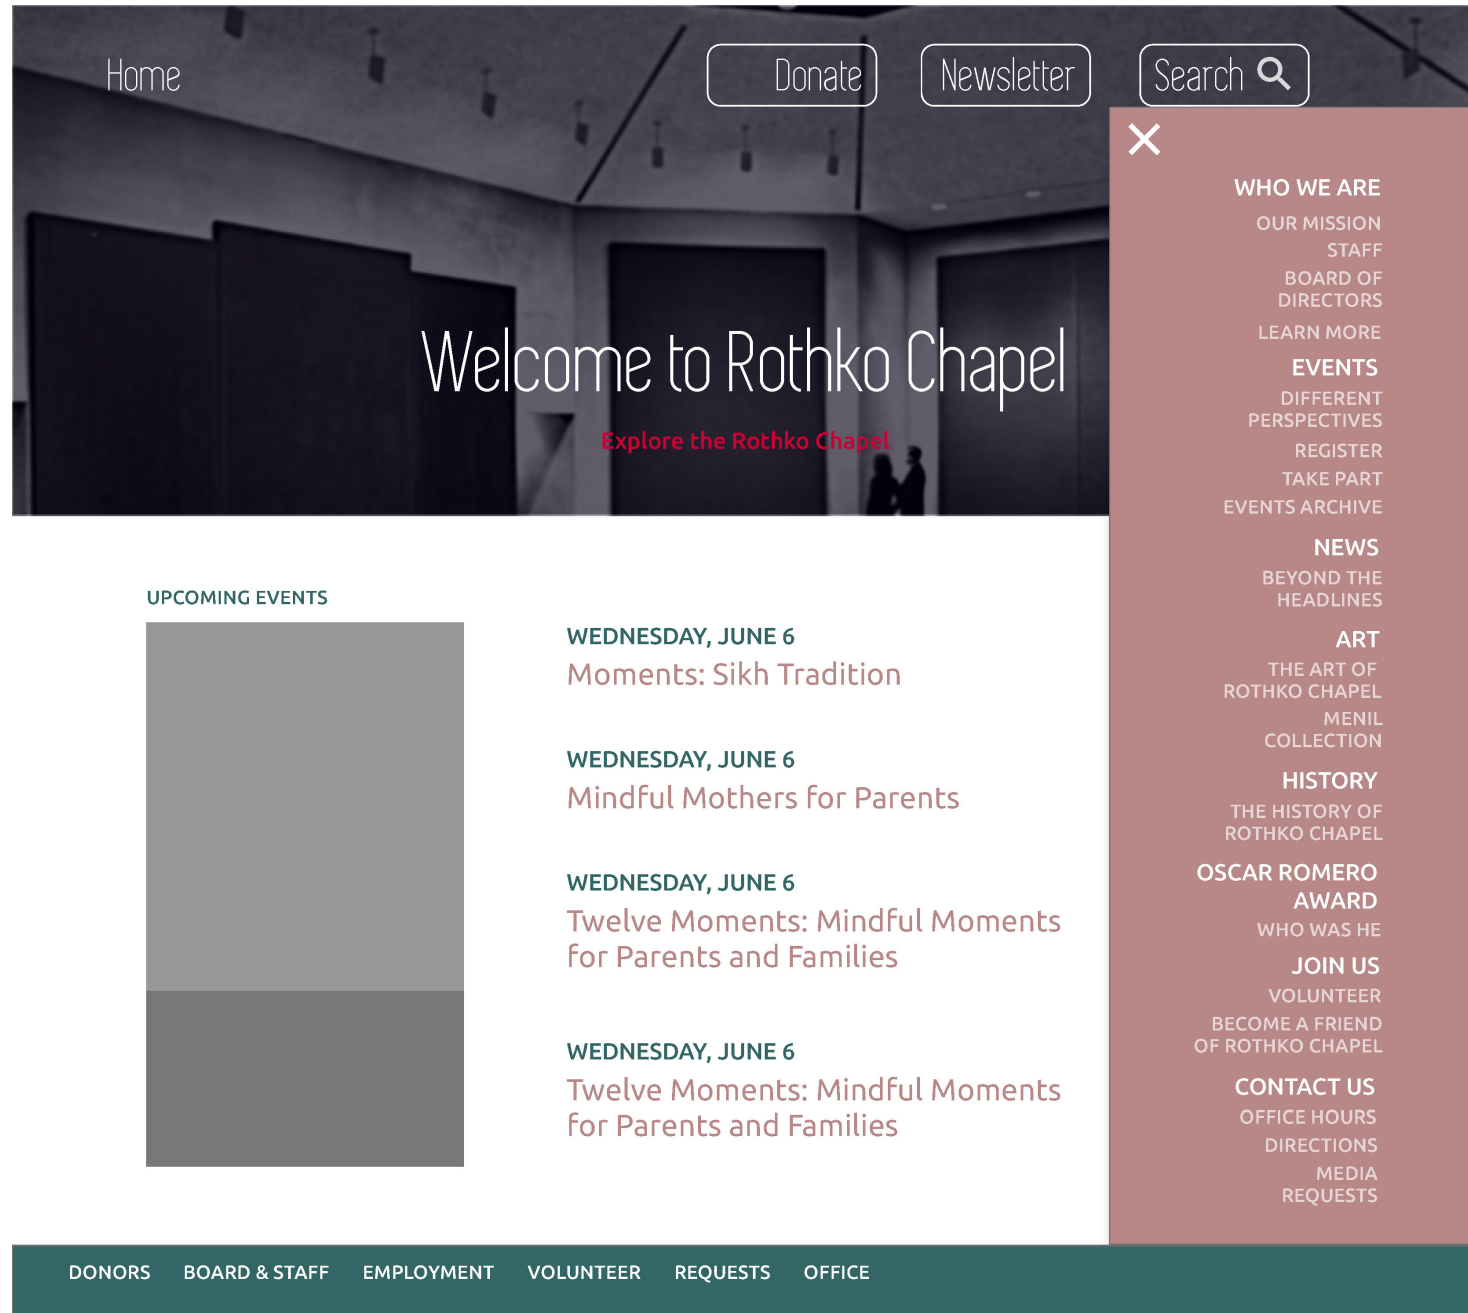 Home
Donate
Newsletter
Search
Welcome to Rothko Chapel
Explore the Rothko Chapel
WHO WE ARE
OUR MISSION
STAFF
BOARD OF
DIRECTORS
LEARN MORE
EVENTS
DIFFERENT
PERSPECTIVES
REGISTER
TAKE PART
EVENTS ARCHIVE
NEWS
BEYOND THE
HEADLINES
ART
THE ART OF
ROTHKO CHAPEL
MENIL
COLLECTION
HISTORY
THE HISTORY OF
ROTHKO CHAPEL
OSCAR ROMERO
AWARD
WHO WAS HE
JOIN US
VOLUNTEER
BECOME A FRIEND
OF ROTHKO CHAPEL
CONTACT US
OFFICE HOURS
DIRECTIONS
MEDIA
REQUESTS
UPCOMING EVENTS
WEDNESDAY, JUNE 6
Moments: Sikh Tradition
WEDNESDAY, JUNE 6
Mindful Mothers for Parents
WEDNESDAY, JUNE 6
Twelve Moments: Mindful Moments
for Parents and Families
WEDNESDAY, JUNE 6
Twelve Moments: Mindful Moments
for Parents and Families
DONORS BOARD & STAFF EMPLOYMENT VOLUNTEER REQUESTS OFFICE